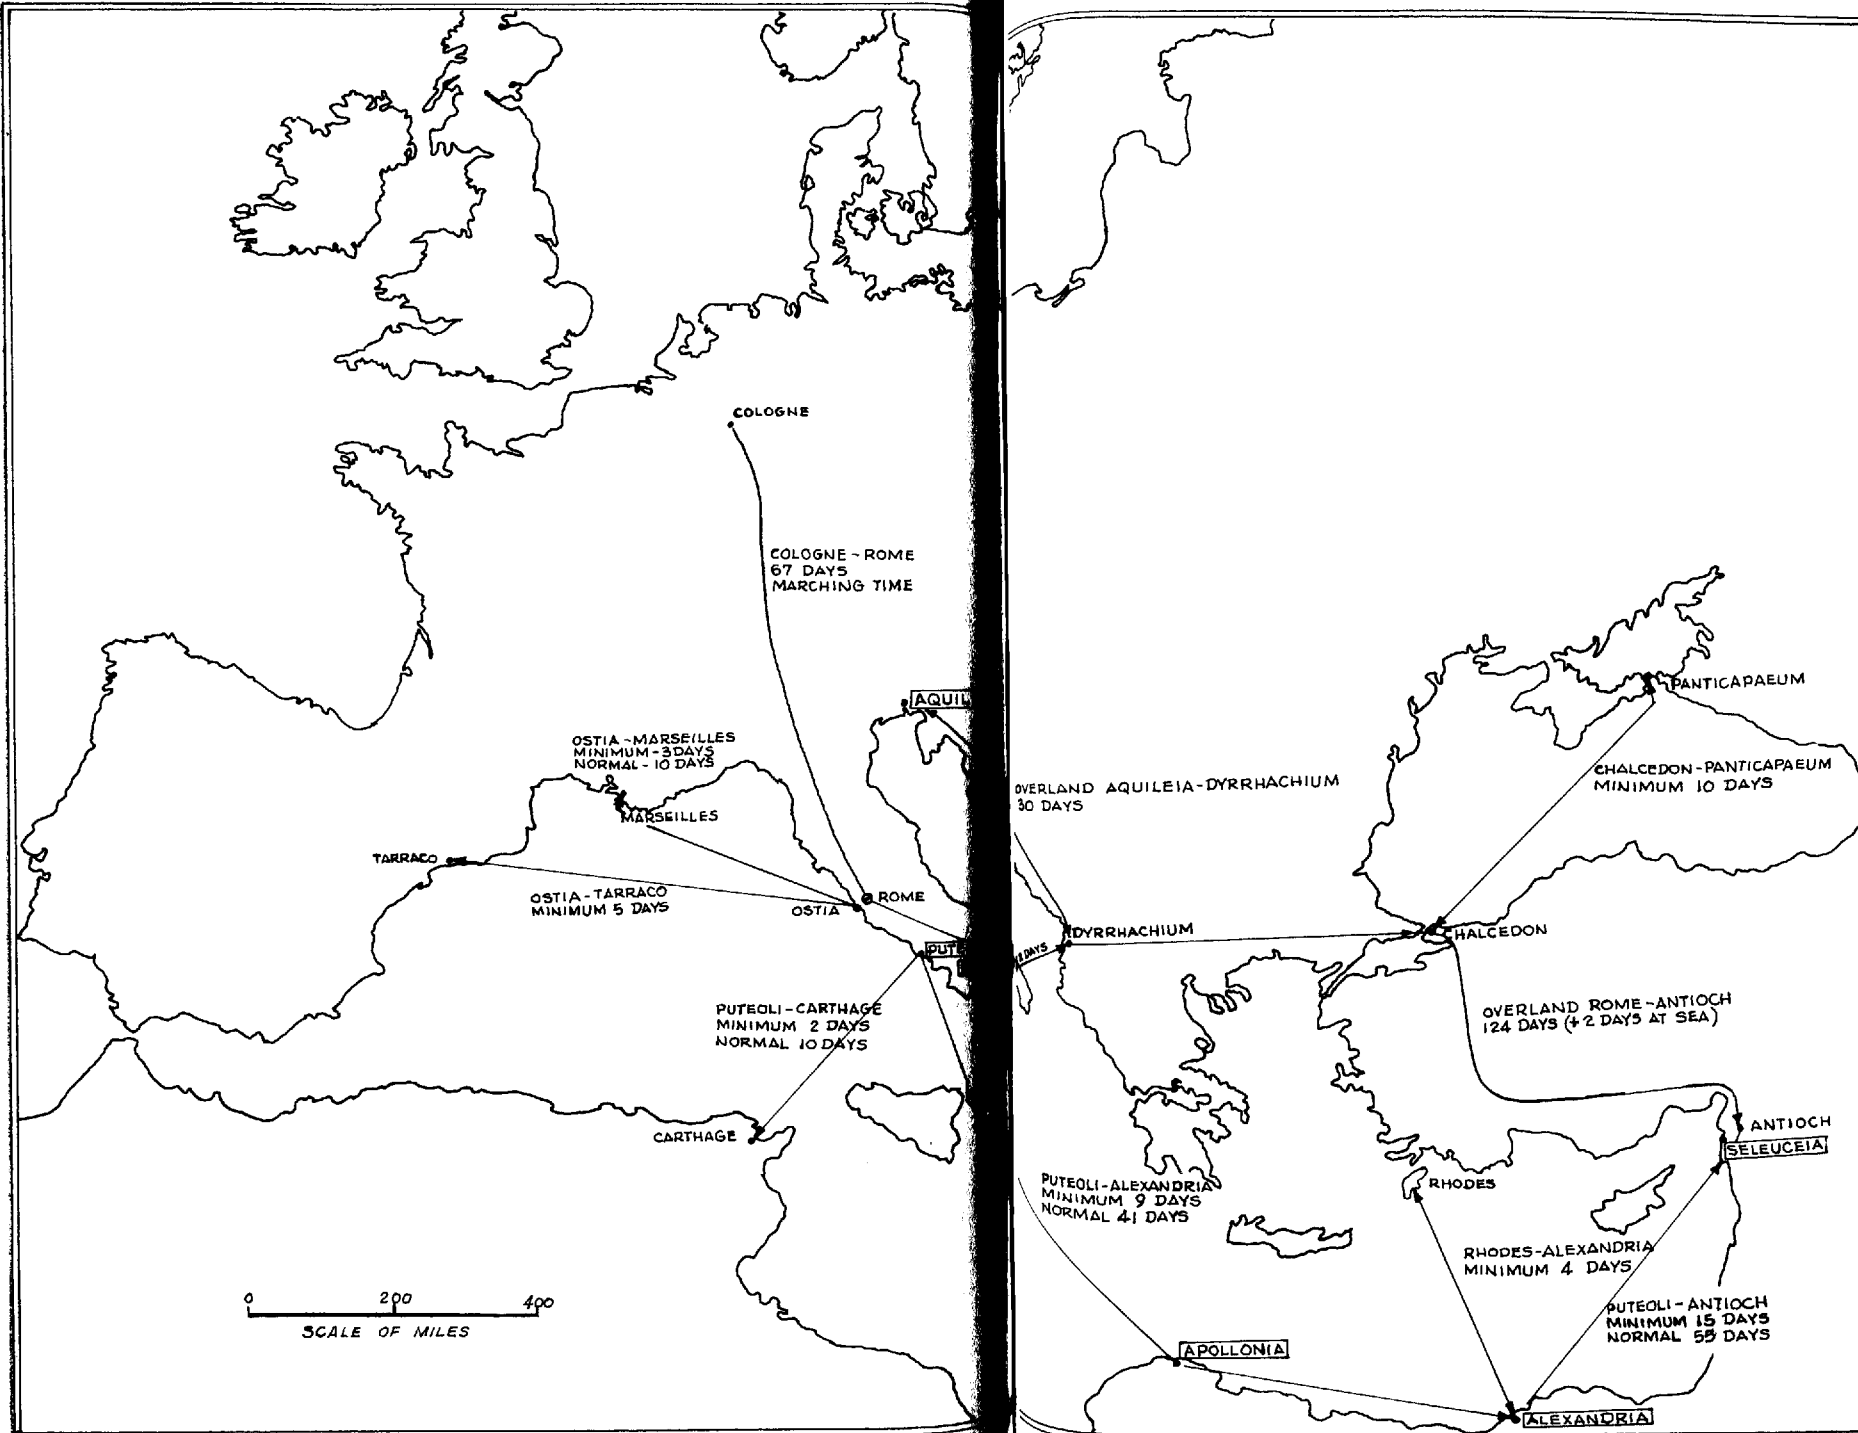 COLOGNE
COLOGNE-ROME
67 DAYS
MARCHING TIME
OSTIA-MARSEILLES
MINIMUM-3DAYS
NORMAL-10 DAYS
MARSEILLES
TARRACO
OSTIA-TARRACO
MINIMUM 5 DAYS
OSTIA
ROME
AQUIL
PUTE
PUTEOLI-CARTHAGE
MINIMUM 2 DAYS
NORMAL 10 DAYS
CARTHAGE
0 200 400
SCALE OF MILES
PANTICAPAEUM
CHALCEDON-PANTICAPAEUM
MINIMUM 10 DAYS
OVERLAND AQUILEIA-DYRRHACHIUM
30 DAYS
DYRRHACHIUM
2 DAYS
CHALCEDON
OVERLAND ROME-ANTIOCH
124 DAYS (+2 DAYS AT SEA)
ANTIOCH
SELEUCEIA
RHODES
PUTEOLI-ALEXANDRIA
MINIMUM 9 DAYS
NORMAL 41 DAYS
RHODES-ALEXANDRIA
MINIMUM 4 DAYS
PUTEOLI-ANTIOCH
MINIMUM 15 DAYS
NORMAL 55 DAYS
APOLLONIA
ALEXANDRIA